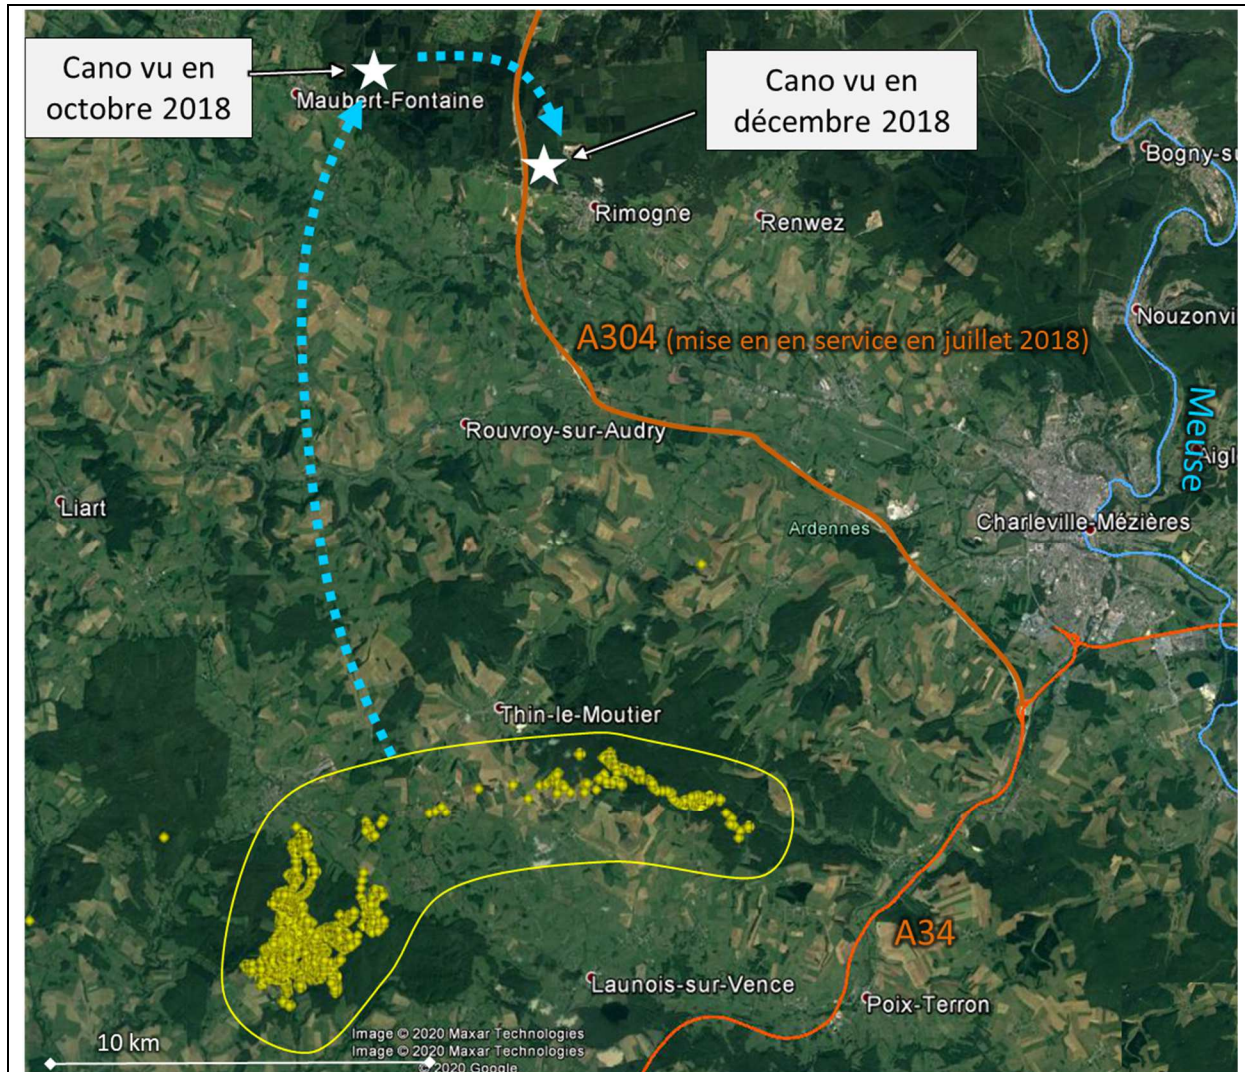 Cano vu en
octobre 2018
Maubert-Fontaine
Cano vu en
décembre 2018
Bogny-su
Rimogne
Renwez
Nouzonvi
A304 (mise en en service en juillet 2018)
Meuse
Rouvroy-sur-Audry
Aigl
Liart
Charleville-Mézières
Ardennes
Thin-le-Moutier
A34
Launois-sur-Vence
Poix-Terron
Image © 2020 Maxar Technologies
Image © 2020 Maxar Technologies
© 2020 Google
10 km